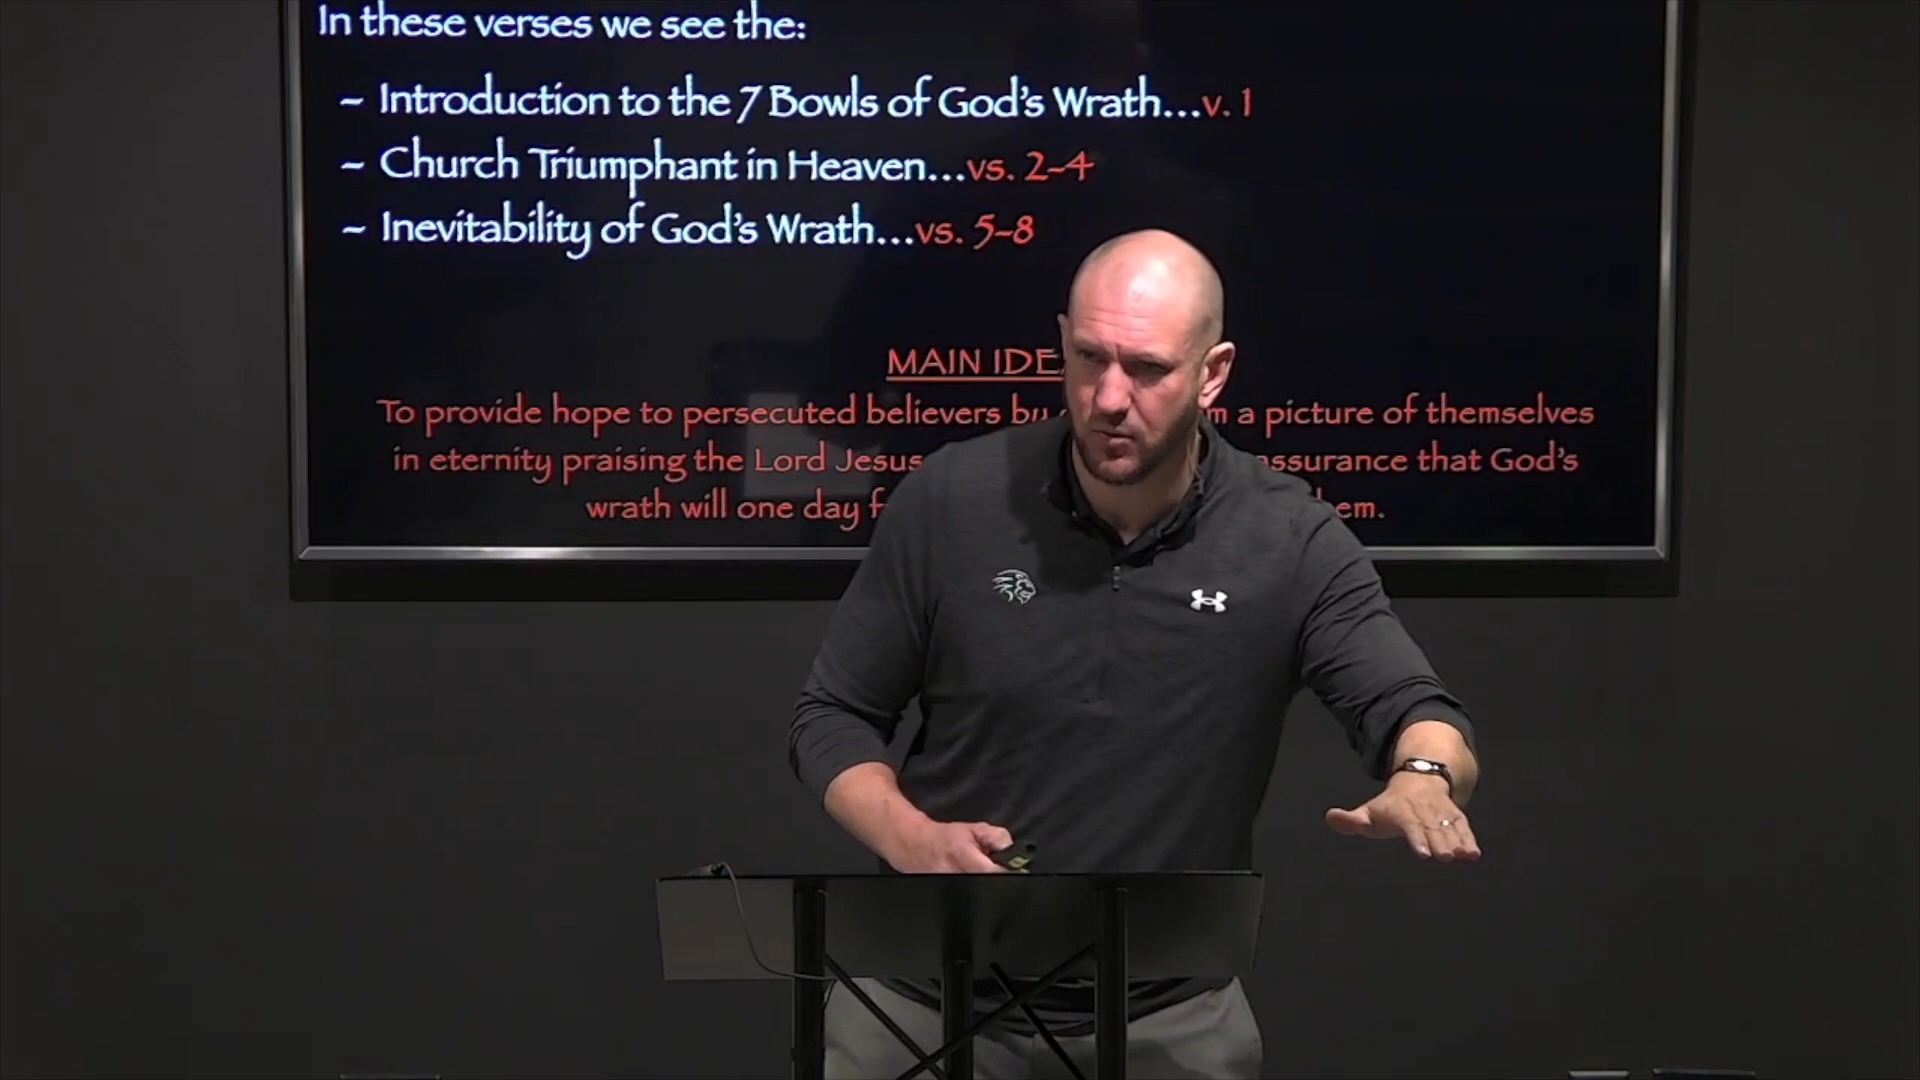 In these verses we see the:
– Introduction to the 7 Bowls of God's Wrath...v. 1
– Church Triumphant in Heaven...vs. 2-4
– Inevitability of God's Wrath...vs. 5-8
MAIN IDE
To provide hope to persecuted believers by a picture of themselves
in eternity praising the Lord Jesus assurance that God's
wrath will one day